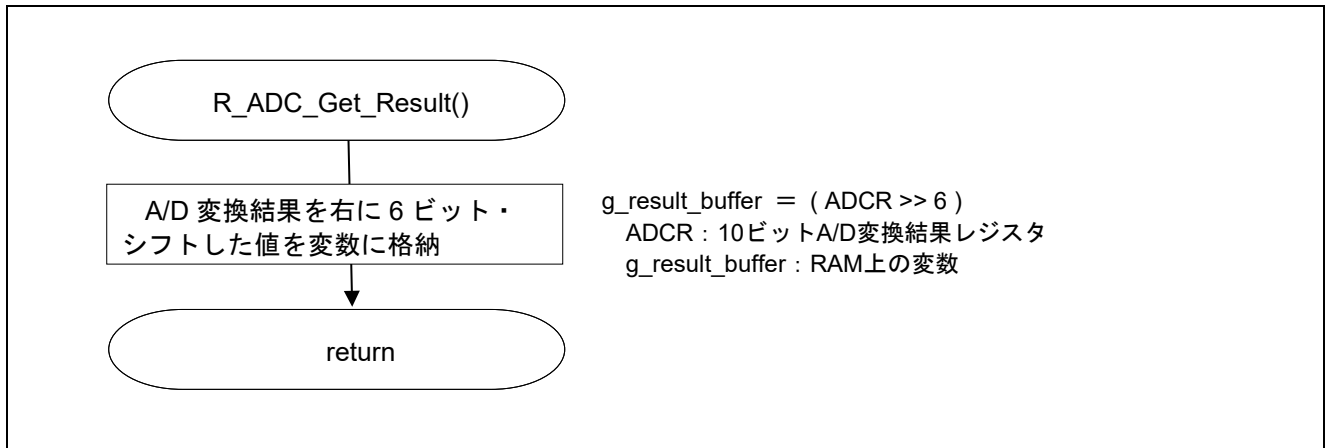 R_ADC_Get_Result()
A/D 変換結果を右に 6 ビット・
シフトした値を変数に格納
g_result_buffer ＝ ( ADCR >> 6 )
ADCR：10ビットA/D変換結果レジスタ
g_result_buffer：RAM上の変数
return